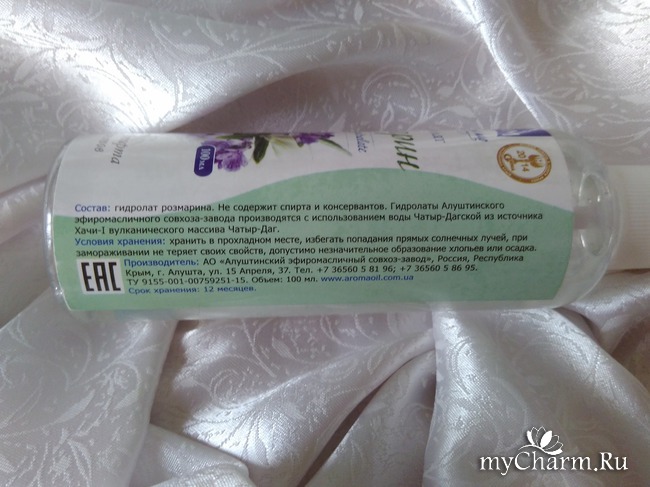 100 мл
20 14
Состав: гидролат розмарина. Не содержит спирта и консервантов. Гидролаты Алуштинского
эфиромасличного совхоза-завода производятся с использованием воды Чатыр-Дагской из источника
Хачи-I вулканического массива Чатыр-Даг.
Условия хранения: хранить в прохладном месте, избегать попадания прямых солнечных лучей, при
замораживании не теряет своих свойств, допустимо незначительное образование хлопьев или осадка.
Производитель: АО «Алуштинский эфиромасличный совхоз-завод», Россия, Республика
Крым, г. Алушта, ул. 15 Апреля, 37. Тел. +7 36560 5 81 96; +7 36560 5 86 95.
ТУ 9155-001-00759251-15. Объем: 100 мл. www.aromaoil.com.ua
Срок хранения: 12 месяцев.
EAC
myCharm.Ru